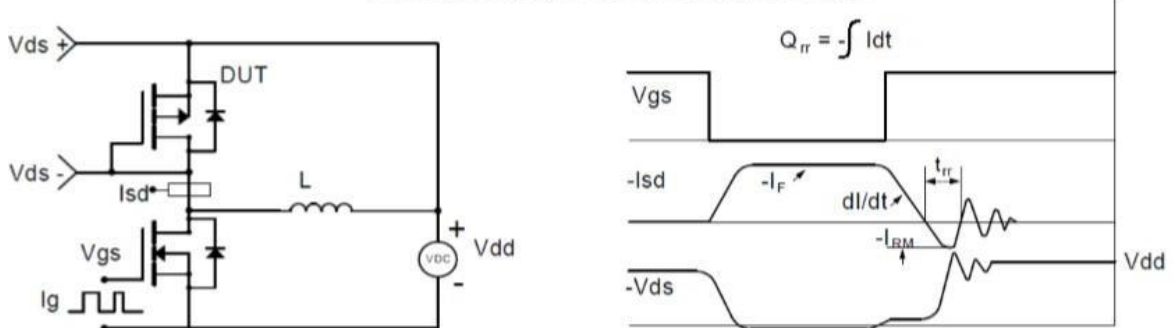 Vds +
DUT
Vds -
Isd
L
Vgs
Ig
+
VDC
-
Vdd
Qrr = -∫ Idt
Vgs
-Isd
-IF
dI/dt
trr
-IRM
Vdd
-Vds